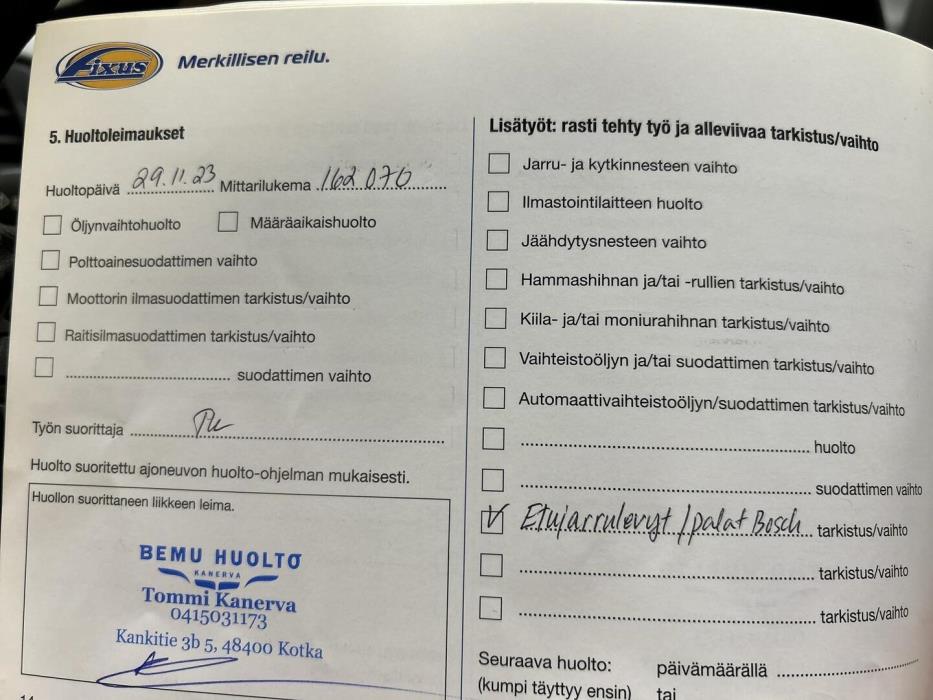 Fixus Merkillisen reilu.
5. Huoltoleimaukset
Huoltopäivä 29.11.23 Mittarilukema 162 070
Öljynvaihtohuolto Määräaikaishuolto
Polttoainesuodattimen vaihto
Moottorin ilmasuodattimen tarkistus/vaihto
Raitisilmasuodattimen tarkistus/vaihto
suodattimen vaihto
Työn suorittaja
Huolto suoritettu ajoneuvon huolto-ohjelman mukaisesti.
Huollon suorittaneen liikkeen leima.
BEMU HUOLTO
KANERVA
Tommi Kanerva
0415031173
Kankitie 3b 5, 48400 Kotka
Lisätyöt: rasti tehty työ ja alleviivaa tarkistus/vaihto
Jarru- ja kytkinnesteen vaihto
Ilmastointilaitteen huolto
Jäähdytysnesteen vaihto
Hammashihnan ja/tai -rullien tarkistus/vaihto
Kiila- ja/tai moniurahihnan tarkistus/vaihto
Vaihteistoöljyn ja/tai suodattimen tarkistus/vaihto
Automaattivaihteistoöljyn/suodattimen tarkistus/vaihto
huolto
suodattimen vaihto
Etujarrulevyt /palat Bosch tarkistus/vaihto
tarkistus/vaihto
tarkistus/vaihto
Seuraava huolto: päivämäärällä
(kumpi täyttyy ensin) tai